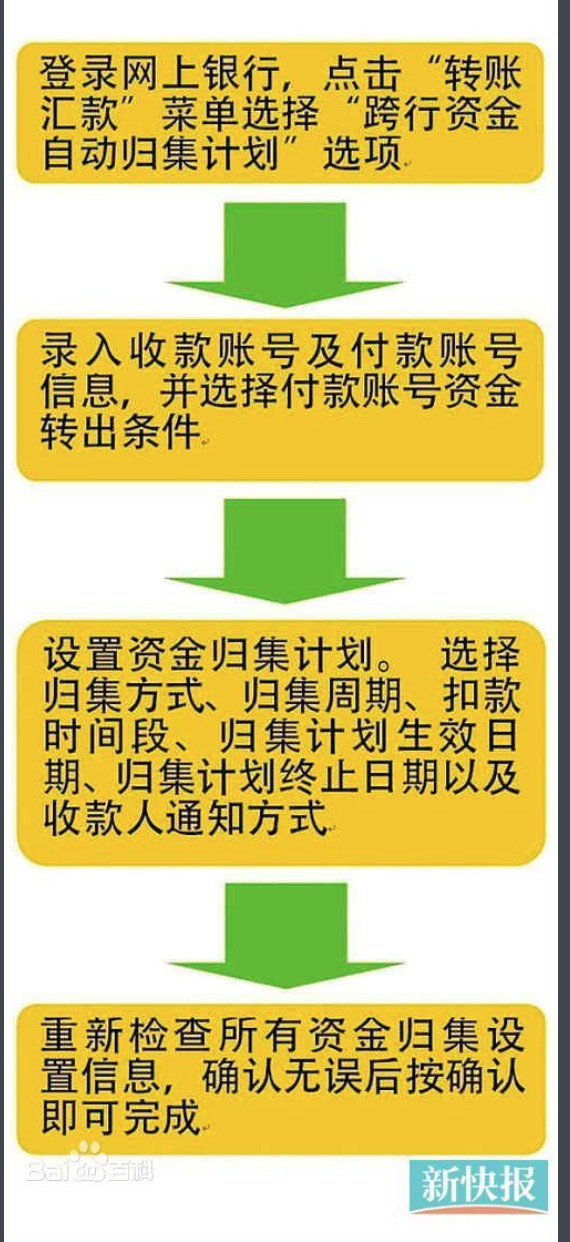 登录网上银行，点击“转账
汇款”菜单选择“跨行资金
自动归集计划”选项
录入收款账号及付款账号
信息，并选择付款账号资金
转出条件
设置资金归集计划。 选择
归集方式、归集周期、扣款
时间段、归集计划生效日
期、归集计划终止日期以及
收款人通知方式
重新检查所有资金归集设
置信息，确认无误后按确认
即可完成
Bai百科
新快报